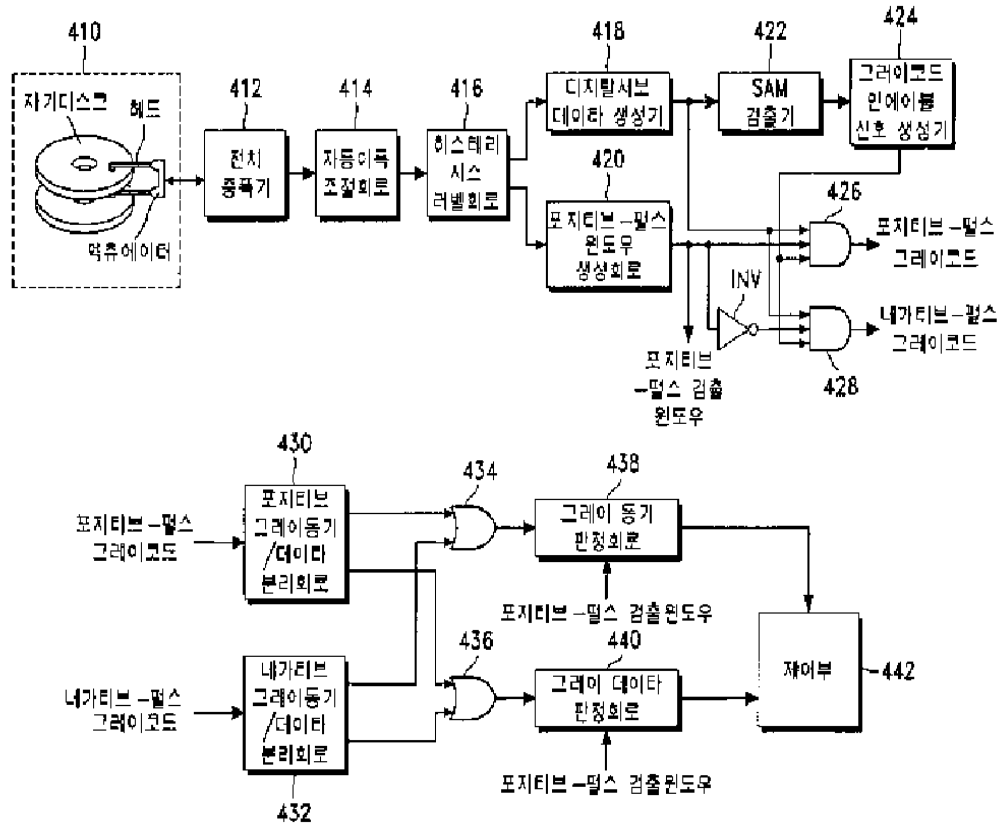 410
자기디스크
헤드
액츄에이터
412
전치
증폭기
414
자동이득
조절회로
416
히스테리
시스
러벨회로
418
디지탈서보
데이타 생성기
420
포지티브-펄스
윈도우
생성회로
422
SAM
검출기
424
그레이코드
인에이블
신호 생성기
426
포지티브-펄스
그레이코드
INV
네가티브-펄스
그레이코드
428
포지티브
-펄스 검출
윈도우
430
포지티브
그레이동기
/데이타
분리회로
포지티브-펄스
그레이코드
434
438
그레이 동기
판정회로
포지티브-펄스 검출윈도우
네가티브-펄스
그레이코드
네가티브
그레이동기
/데이타
분리회로
432
436
440
그레이 데이타
판정회로
포지티브-펄스 검출윈도우
제어부
442